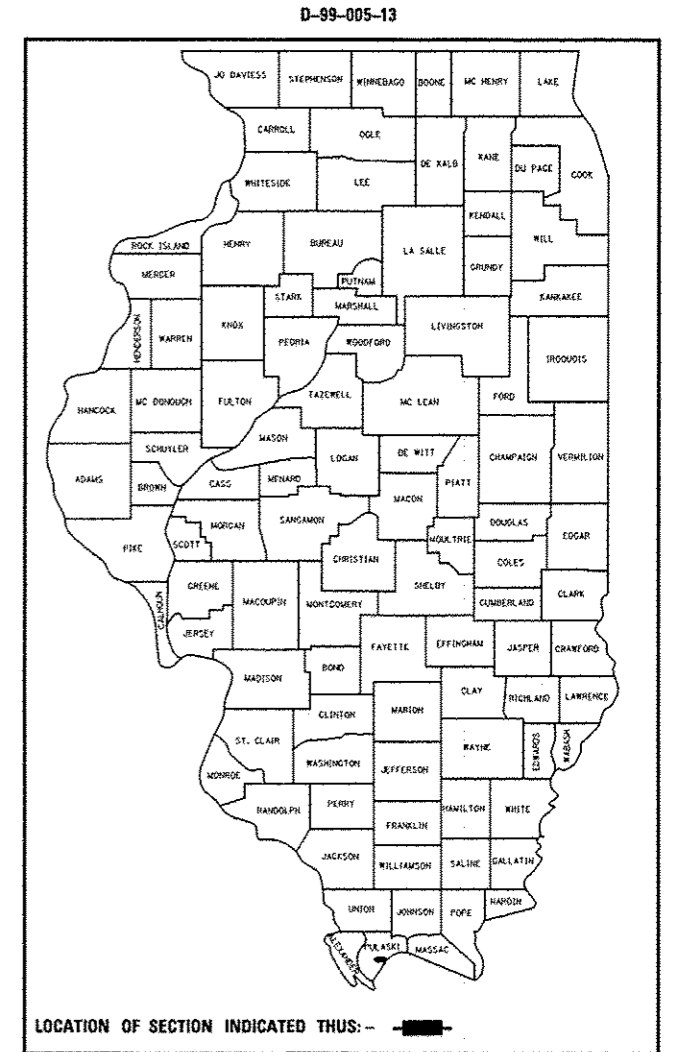 D-99-005-13
JO DAVIESS STEPHENSON WINNEBAGO BOONE MC HENRY LAKE
CARROLL OGLE DE KALB KANE DU PAGE COOK
WHITESIDE LEE KENDALL WILL
ROCK ISLAND HENRY BUREAU LA SALLE GRUNDY
MERCER PUTNAM KANKAKEE
HENDERSON WARREN KNOX STARK MARSHALL LIVINGSTON IROQUOIS
PEORIA WOODFORD
HANCOCK MC DONOUGH FULTON TAZEWELL MC LEAN FORD
SCHUYLER MASON LOGAN DE WITT CHAMPAIGN VERMILION
ADAMS BROWN CASS MENARD MACON PIATT
PIKE SCOTT MORGAN SANGAMON CHRISTIAN MOULTRIE DOUGLAS EDGAR
COLES
CALHOUN GREENE MACOUPIN MONTGOMERY SHELBY CUMBERLAND CLARK
JERSEY FAYETTE EFFINGHAM JASPER CRAWFORD
MADISON BOND CLAY RICHLAND LAWRENCE
CLINTON MARION
ST. CLAIR WASHINGTON JEFFERSON WAYNE EDWARDS WABASH
MONROE
RANDOLPH PERRY FRANKLIN HAMILTON WHITE
JACKSON WILLIAMSON SALINE GALLATIN
UNION JOHNSON POPE HARDIN
ALEXANDER PULASKI MASSAC
LOCATION OF SECTION INDICATED THUS: -